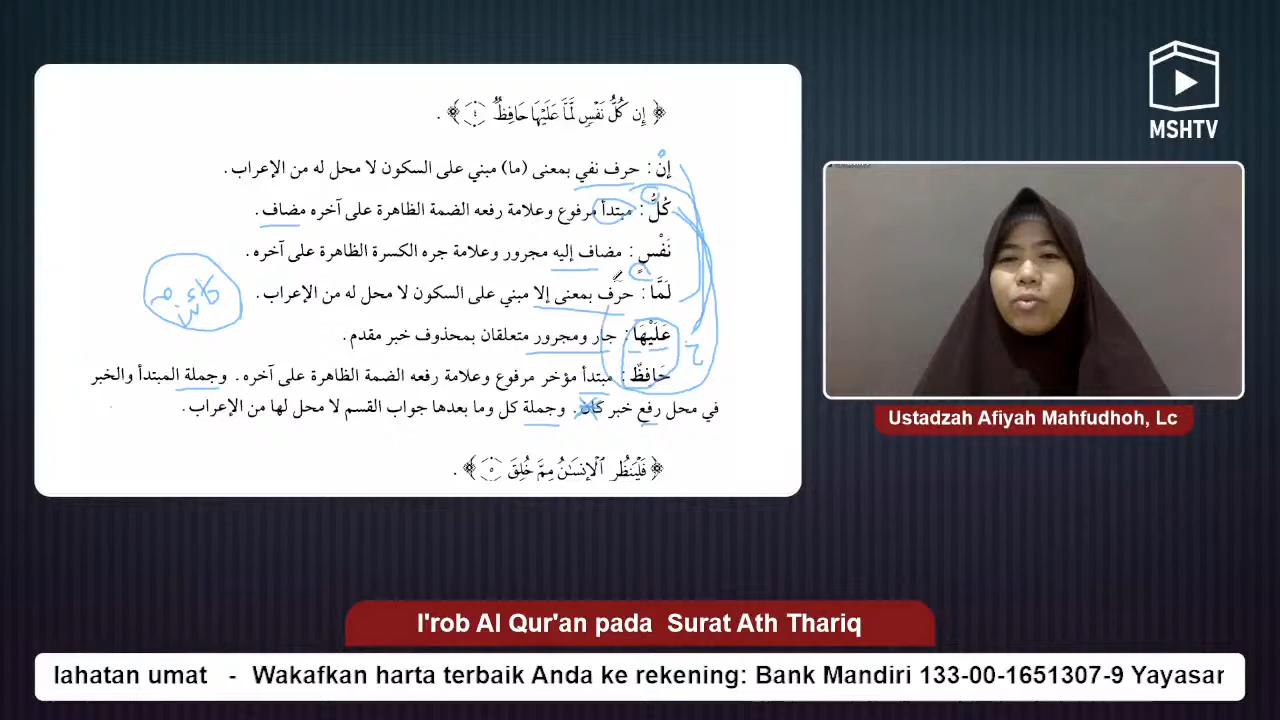 ﴿ إِن كُلُّ نَفْسٍ لَّمَّا عَلَيْهَا حَافِظٌ ۝٤ ﴾ .
إنْ : حرف نفي بمعنى (ما) مبني على السكون لا محل له من الإعراب .
كُلُّ : مبتدأ مرفوع وعلامة رفعه الضمة الظاهرة على آخره مضاف .
نَفْسٍ : مضاف إليه مجرور وعلامة جره الكسرة الظاهرة على آخره .
لَمَّا : حرف بمعنى إلا مبني على السكون لا محل له من الإعراب .
عَلَيْهَا : جار ومجرور متعلقان بمحذوف خبر مقدم .
حَافِظٌ : مبتدأ مؤخر مرفوع وعلامة رفعه الضمة الظاهرة على آخره . وجملة المبتدأ والخبر
في محل رفع خبر كان . وجملة كل وما بعدها جواب القسم لا محل لها من الإعراب .
﴿ فَلْيَنظُرِ ٱلْإِنسَٰنُ مِمَّ خُلِقَ ۝٥ ﴾ .
MSHTV
Ustadzah Afiyah Mahfudhoh, Lc
I'rob Al Qur'an pada Surat Ath Thariq
lahatan umat - Wakafkan harta terbaik Anda ke rekening: Bank Mandiri 133-00-1651307-9 Yayasar